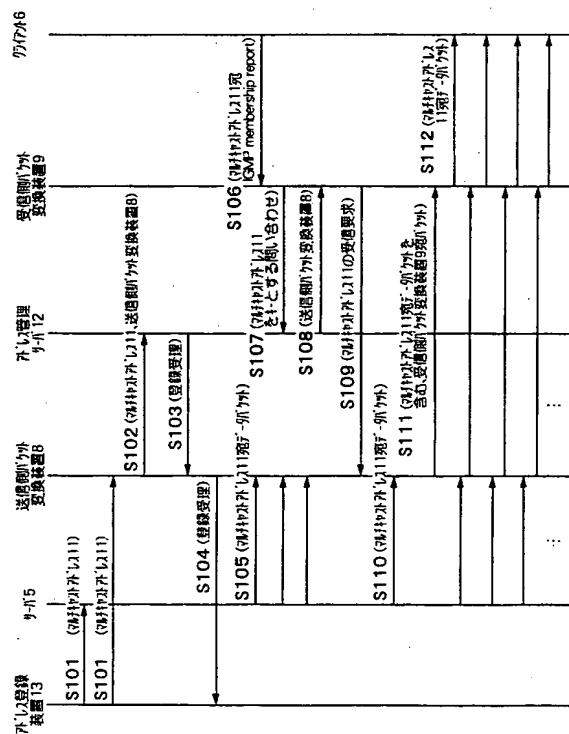 アドレス登録
装置13
サーバ5
送信側パケット
変換装置8
アドレス管理
サーバ12
受信側パケット
変換装置9
クライアント6
S101 (マルチキャストアドレス11)
S101 (マルチキャストアドレス11)
S102 (マルチキャストアドレス11、送信側パケット変換装置8)
S103 (登録受理)
S104 (登録受理)
S105 (マルチキャストアドレス11宛データパケット)
S106 (マルチキャストアドレス11宛
IGMP membership report)
S107 (マルチキャストアドレス11
をキーとする問い合わせ)
S108 (送信側パケット変換装置8)
S109 (マルチキャストアドレス11の受信要求)
S110 (マルチキャストアドレス11宛データパケット)
S111 (マルチキャストアドレス11宛データパケットを
含む、受信側パケット変換装置9宛パケット)
S112 (マルチキャストアドレス
11宛データパケット)